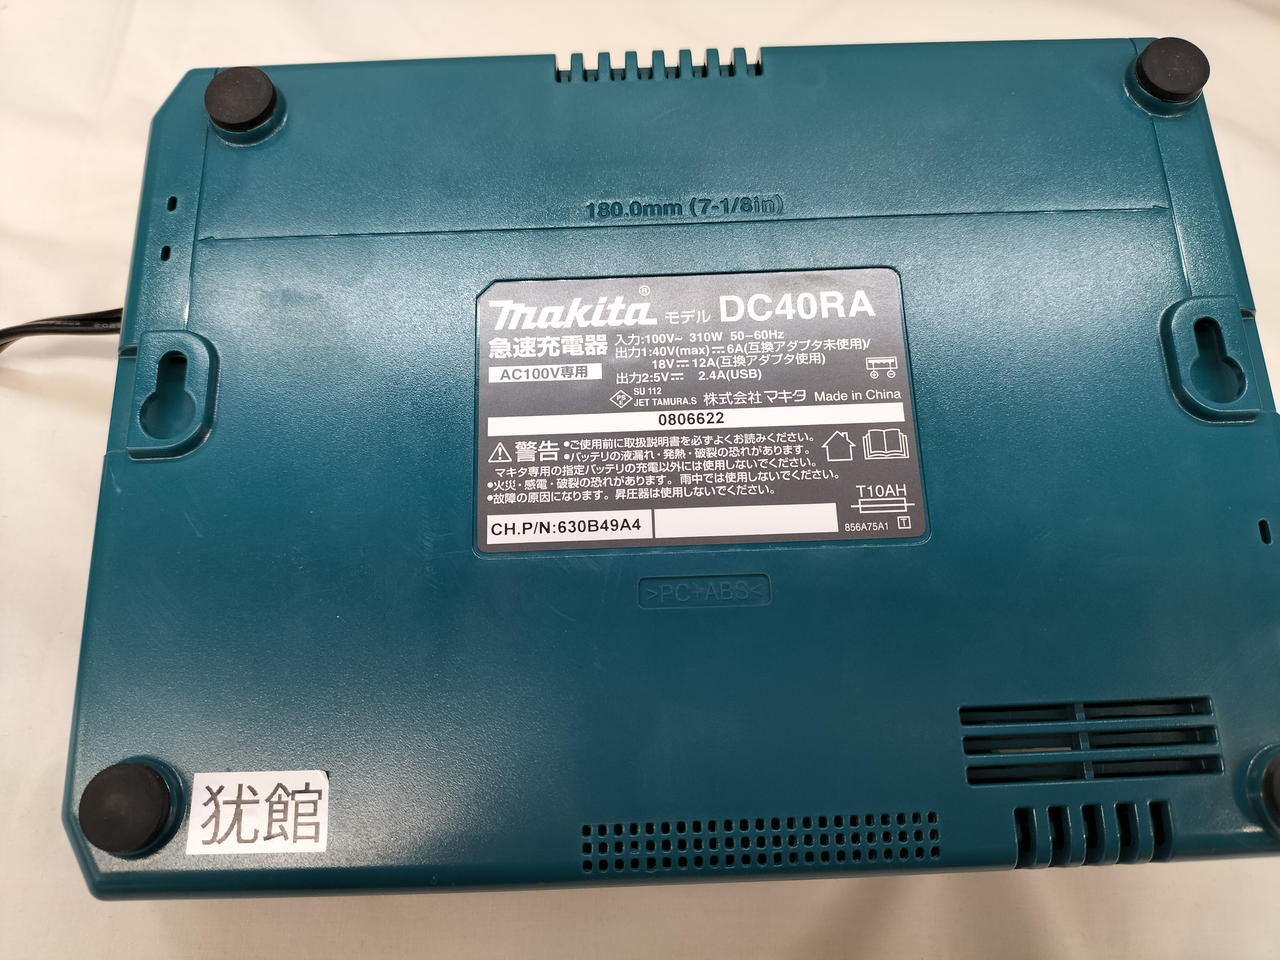 180.0mm (7-1/8in)
makita® モデル DC40RA
急速充電器
AC100V専用
入力:100V~ 310W 50-60Hz
出力1:40V(max)⎓6A(互換アダプタ未使用)/
18V⎓12A(互換アダプタ使用)
出力2:5V⎓ 2.4A(USB)
PS E SU 112
JET TAMURA.S 株式会社マキタ Made in China
0806622
警告 •ご使用前に取扱説明書を必ずよくお読みください。
•バッテリの液漏れ・発熱・破裂の恐れがあります。
マキタ専用の指定バッテリの充電以外には使用しないでください。
•火災・感電・破裂の恐れがあります。雨中では使用しないでください。
•故障の原因になります。昇圧器は使用しないでください。
T10AH
CH.P/N:630B49A4
856A75A1 T
>PC+ABS<
犹館